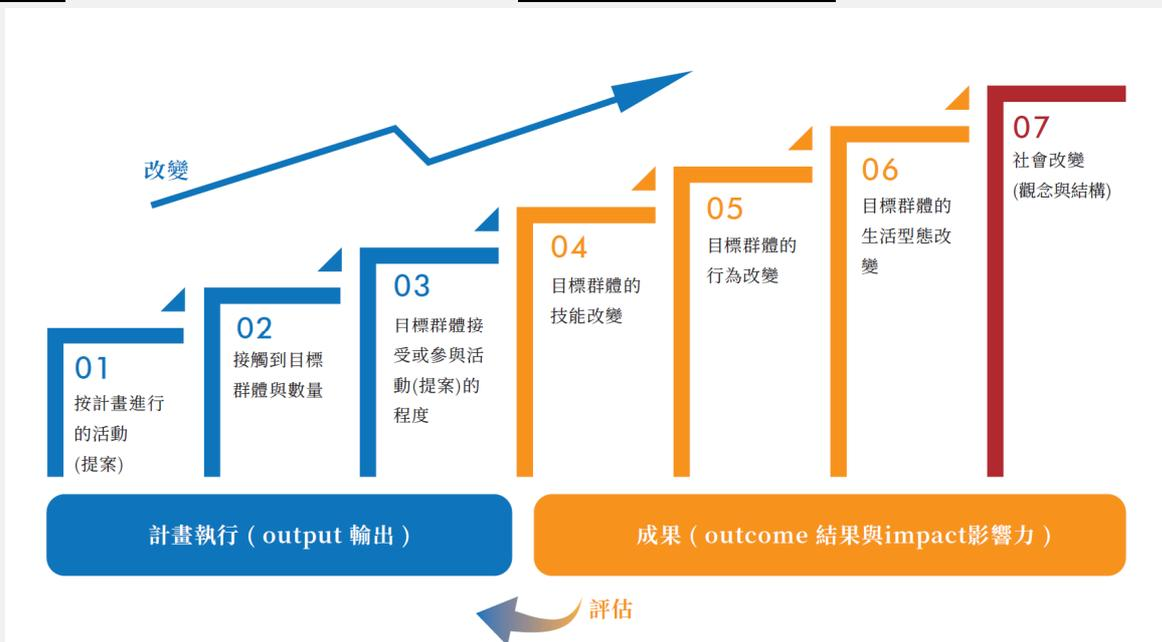 改變
01
按計畫進行
的活動
(提案)
02
接觸到目標
群體與數量
03
目標群體接
受或參與活
動(提案)的
程度
04
目標群體的
技能改變
05
目標群體的
行為改變
06
目標群體的
生活型態改
變
07
社會改變
(觀念與結構)
計畫執行 ( output 輸出 )
成果 ( outcome 結果與impact影響力 )
評估